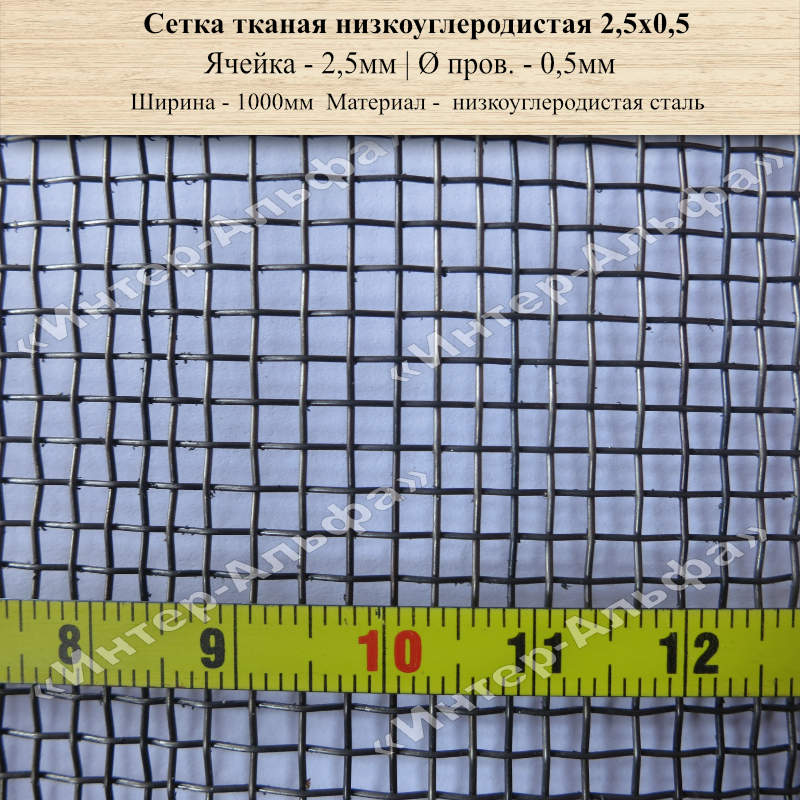 Сетка тканая низкоуглеродистая 2,5х0,5
Ячейка - 2,5мм | Ø пров. - 0,5мм
Ширина - 1000мм Материал - низкоуглеродистая сталь
«Интер-Альфа»
«Интер-Альфа»
8 9 10 11 12
«Интер-Альфа»
«Интер-Альфа»